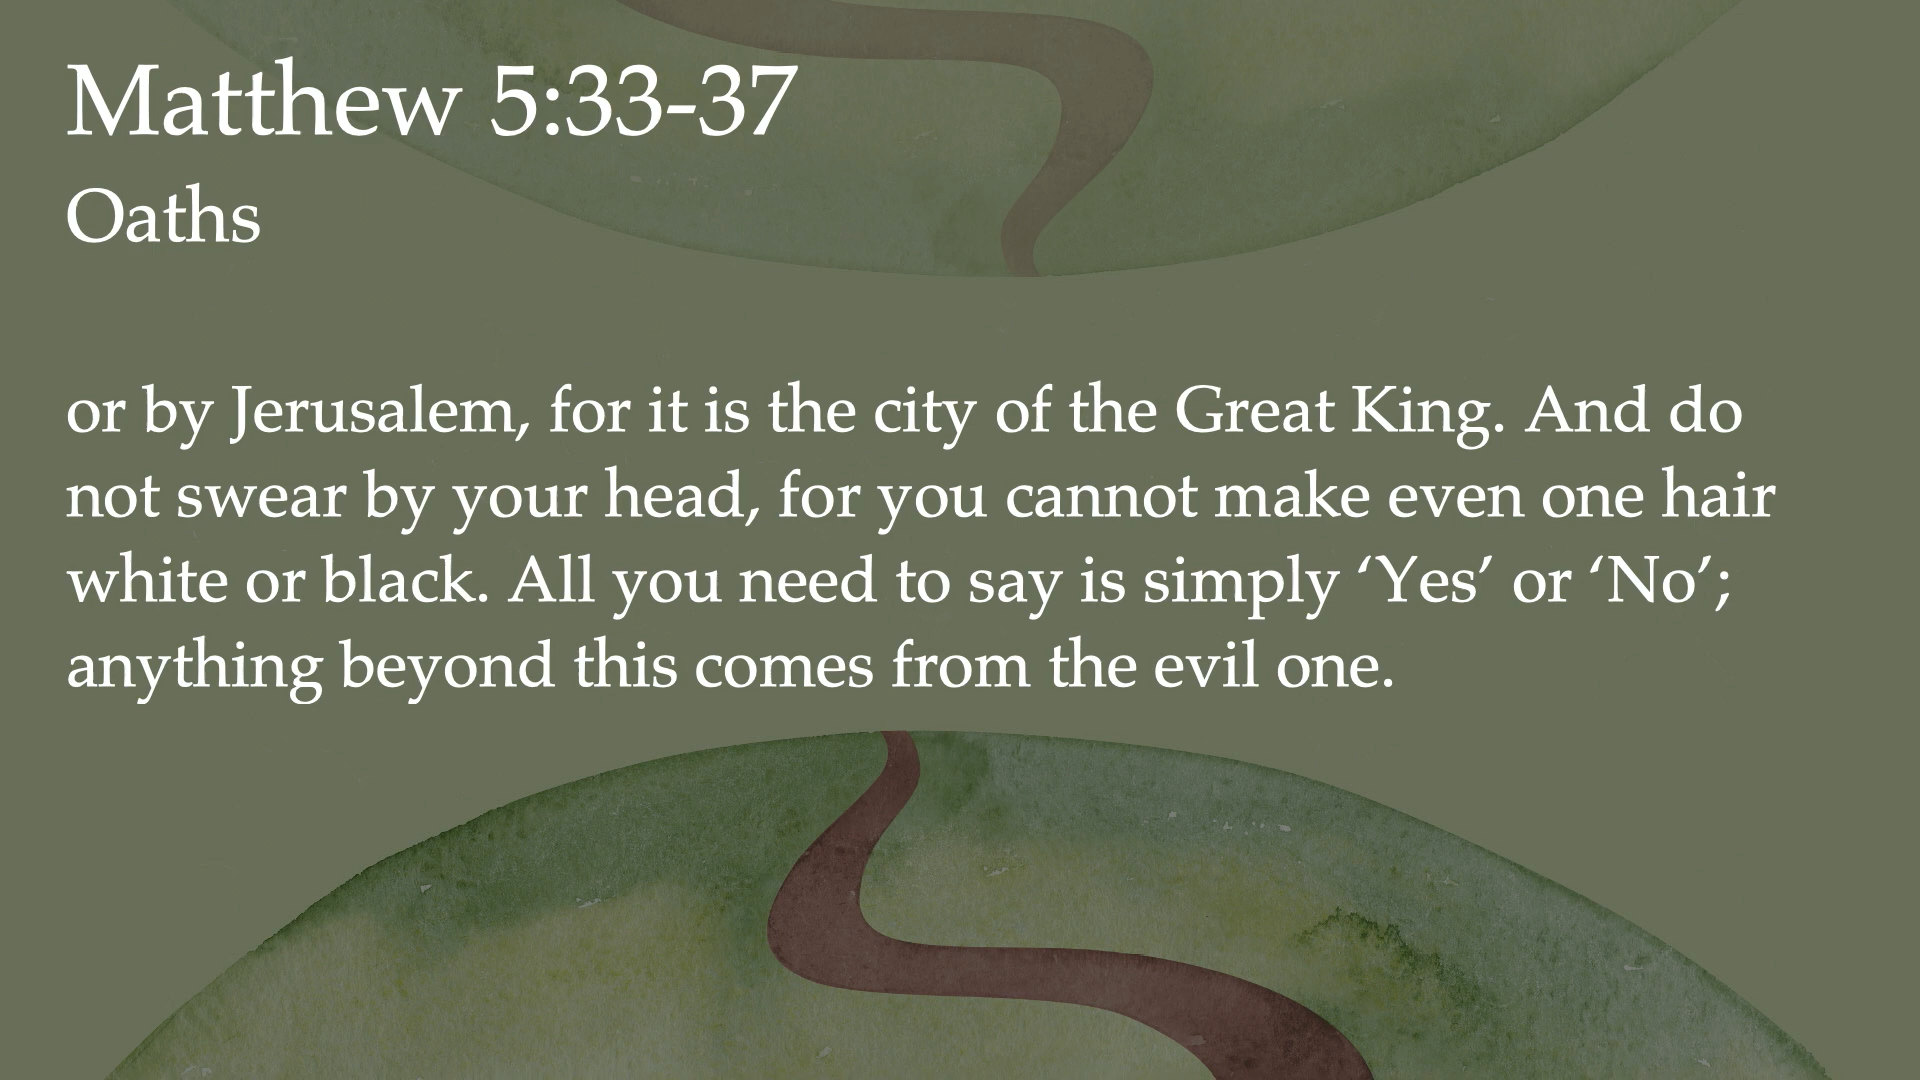 Matthew 5:33-37
Oaths
or by Jerusalem, for it is the city of the Great King. And do
not swear by your head, for you cannot make even one hair
white or black. All you need to say is simply ‘Yes’ or ‘No’;
anything beyond this comes from the evil one.